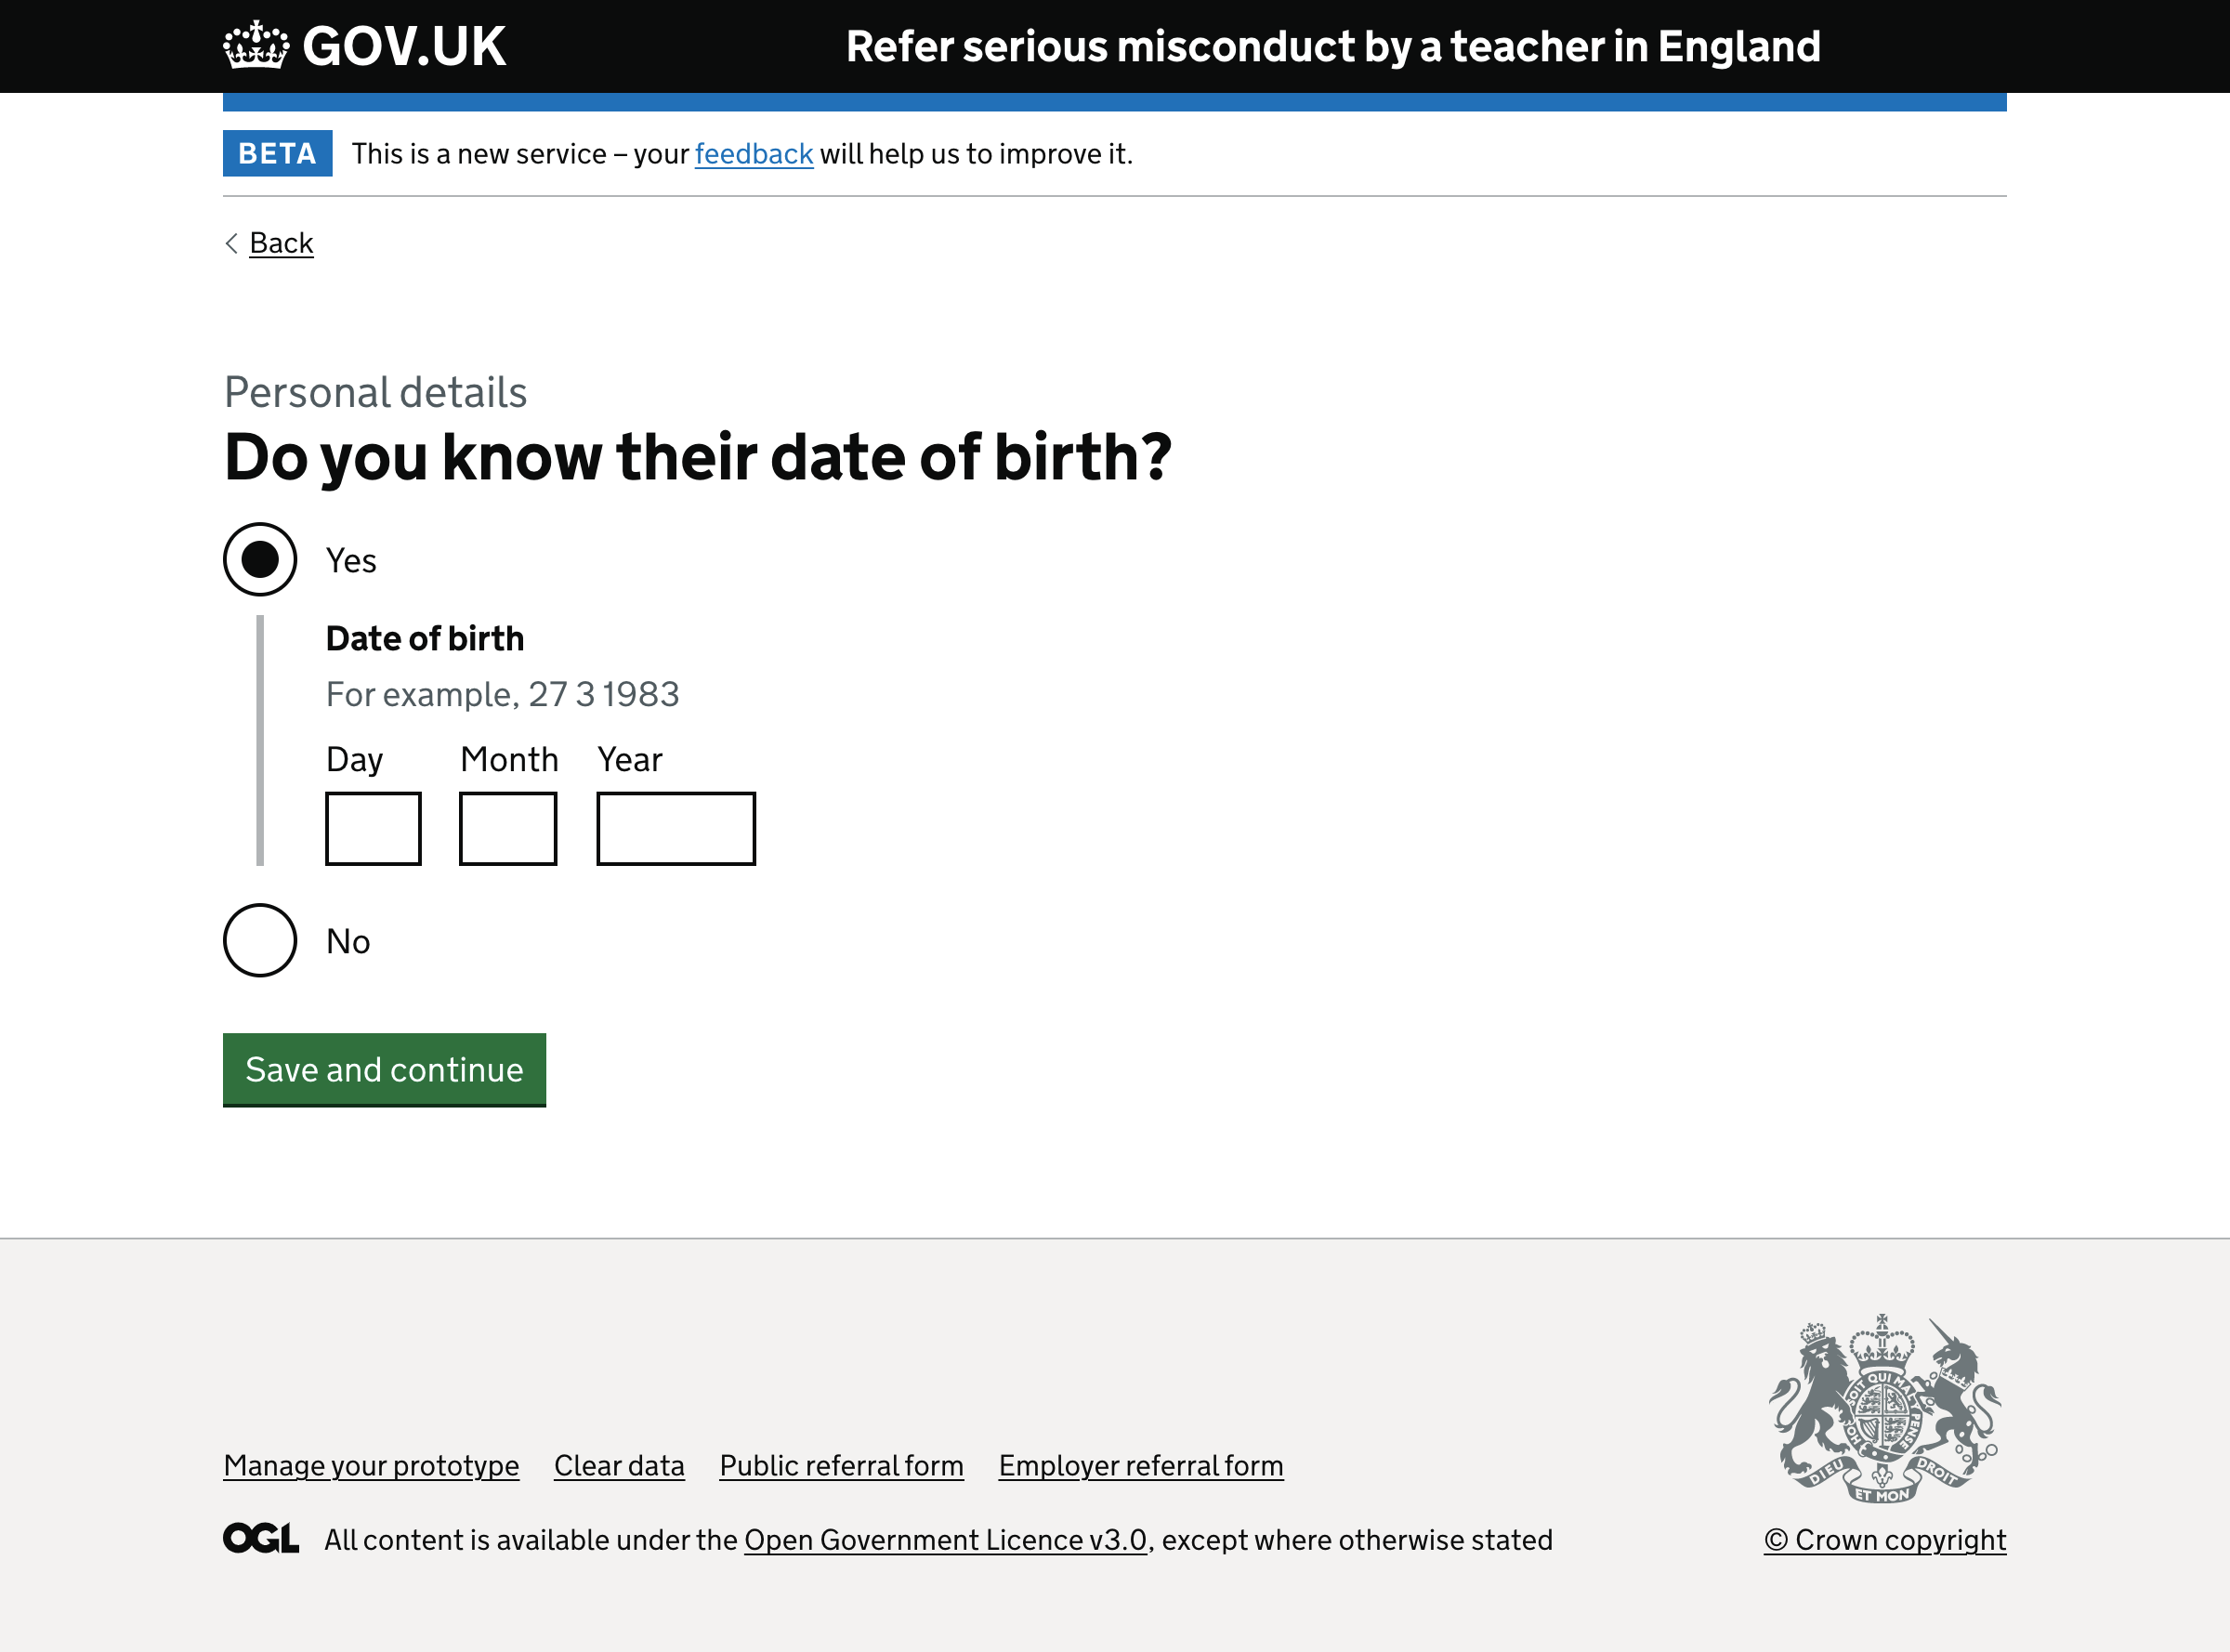 GOV.UK
Refer serious misconduct by a teacher in England
BETA
This is a new service – your feedback will help us to improve it.
Back
Personal details
Do you know their date of birth?
Yes
Date of birth
For example, 27 3 1983
Day Month Year
No
Save and continue
Manage your prototype Clear data Public referral form Employer referral form
OGL All content is available under the Open Government Licence v3.0, except where otherwise stated
SOIT QUI MAL Y PENSE
DIEU ET MON DROIT
© Crown copyright